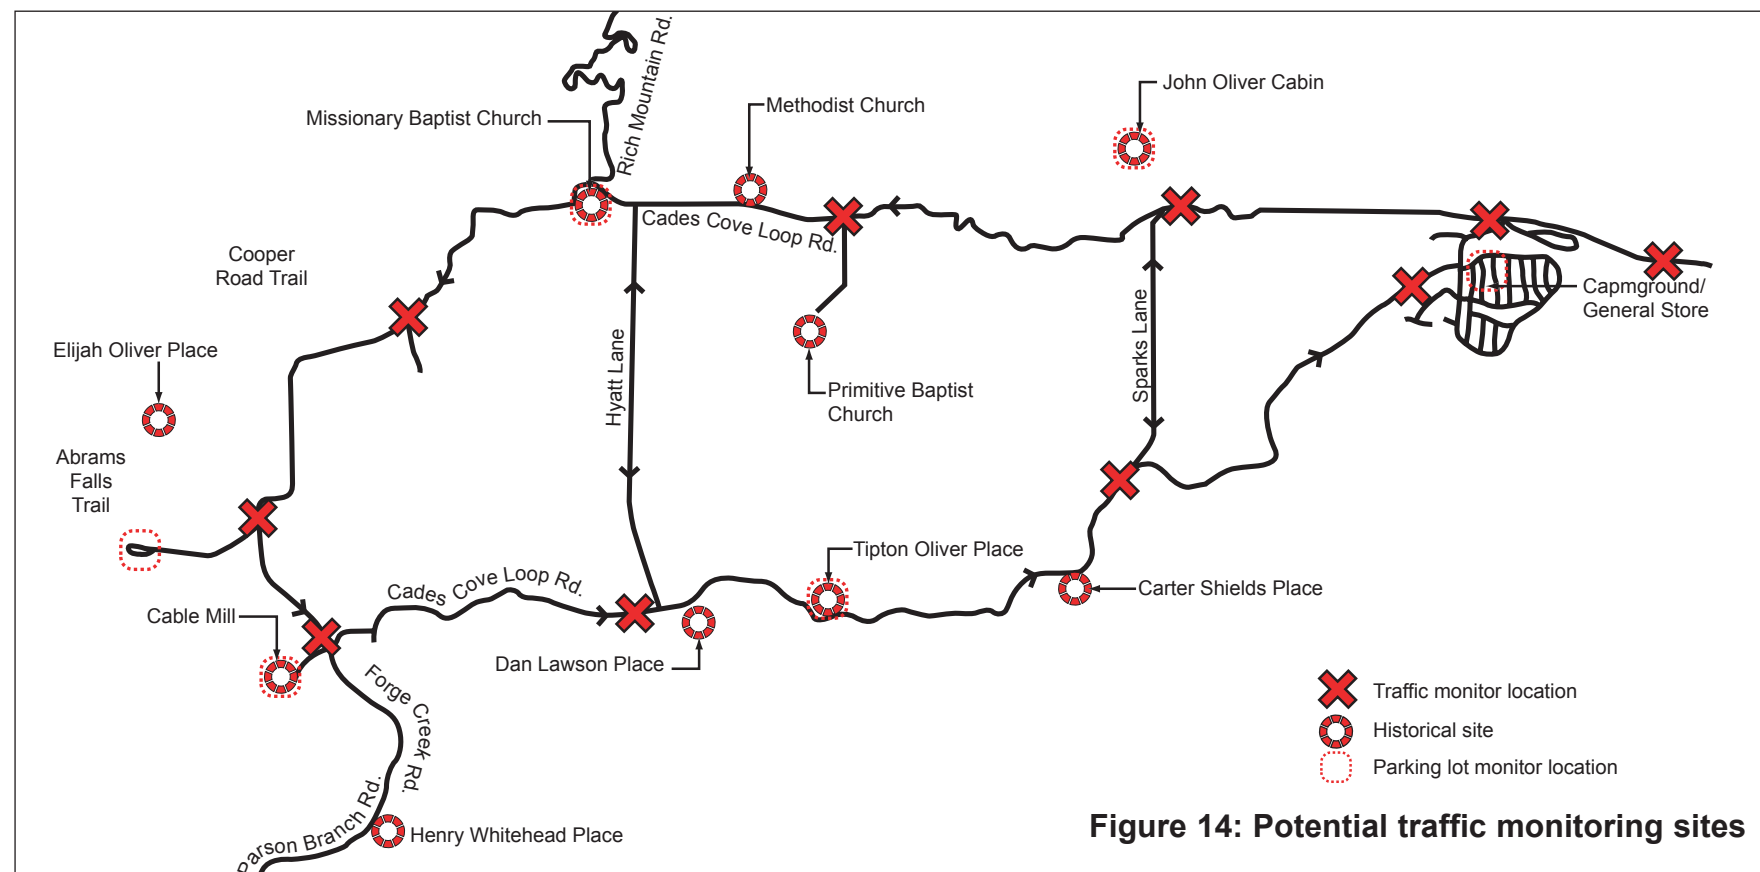 Rich Mountain Rd.
John Oliver Cabin
Methodist Church
Missionary Baptist Church
Cades Cove Loop Rd.
Cooper
Road Trail
Capmground/
General Store
Sparks Lane
Hyatt Lane
Elijah Oliver Place
Primitive Baptist
Church
Abrams
Falls
Trail
Tipton Oliver Place
Cades Cove Loop Rd.
Carter Shields Place
Cable Mill
Dan Lawson Place
Forge Creek Rd.
Traffic monitor location
Historical site
Parking lot monitor location
Parson Branch Rd.
Henry Whitehead Place
Figure 14: Potential traffic monitoring sites